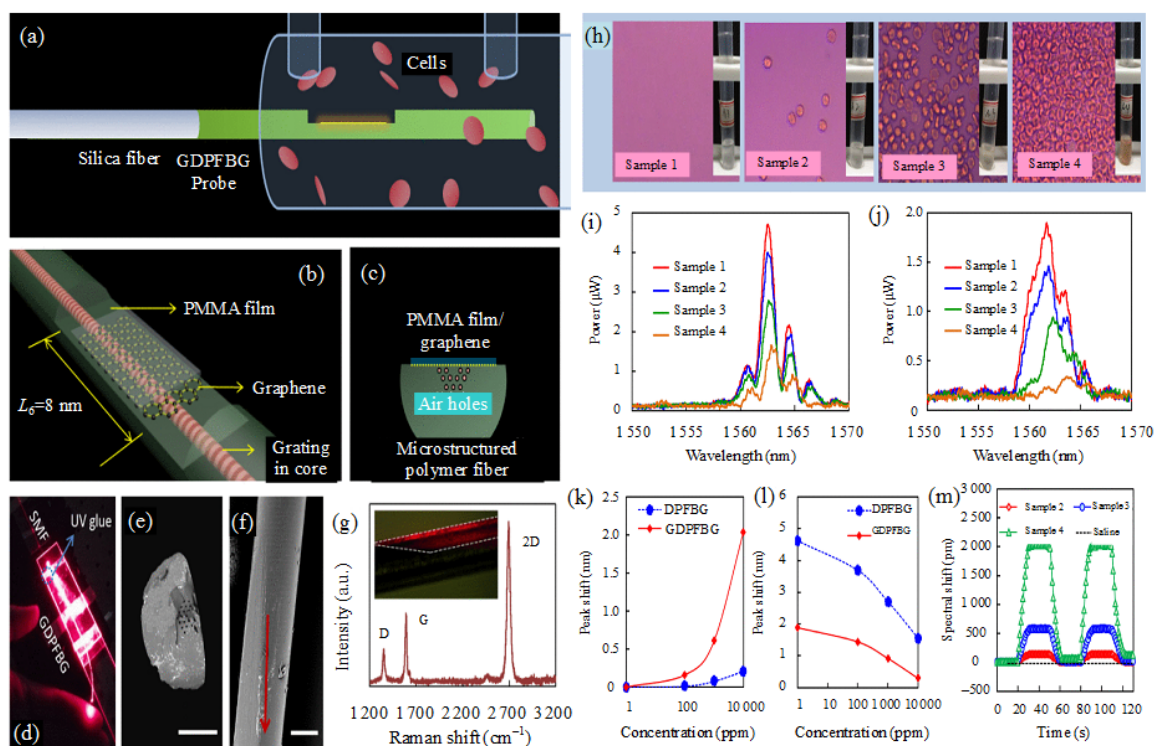 (a)
Cells
Silica fiber
GDPFBG
Probe
(b)
PMMA film
Graphene
L6=8 nm
Grating
in core
(c)
PMMA film/
graphene
Air holes
Microstructured
polymer fiber
(d)
SMF
UV glue
GDPFBG
(e)
(f)
(g)
Intensity (a.u.)
D
G
2D
1 200
1 700
2 200
2 700
3 200
Raman shift (cm−1)
(h)
Sample 1
Sample 2
Sample 3
Sample 4
(i)
Power (μW)
5
4
3
2
1
0
Sample 1
Sample 2
Sample 3
Sample 4
1 550
1 555
1 560
1 565
1 570
Wavelength (nm)
(j)
Power (μW)
2.0
1.5
1.0
0.5
0
Sample 1
Sample 2
Sample 3
Sample 4
1 550
1 555
1 560
1 565
1 570
Wavelength (nm)
(k)
DPFBG
GDPFBG
Peak shift (nm)
2.5
2.0
1.5
1.0
0.5
0
1
100
10 000
Concentration (ppm)
(l)
DPFBG
GDPFBG
Peak shift (nm)
6
5
4
3
2
1
0
1
100
1 000
10 000
Concentration (ppm)
(m)
Sample 2
Sample 3
Sample 4
Saline
Spectral shift (pm)
3 000
2 500
2 000
1 500
1 000
500
0
−500
0
20
40
60
80
100
120
Time (s)